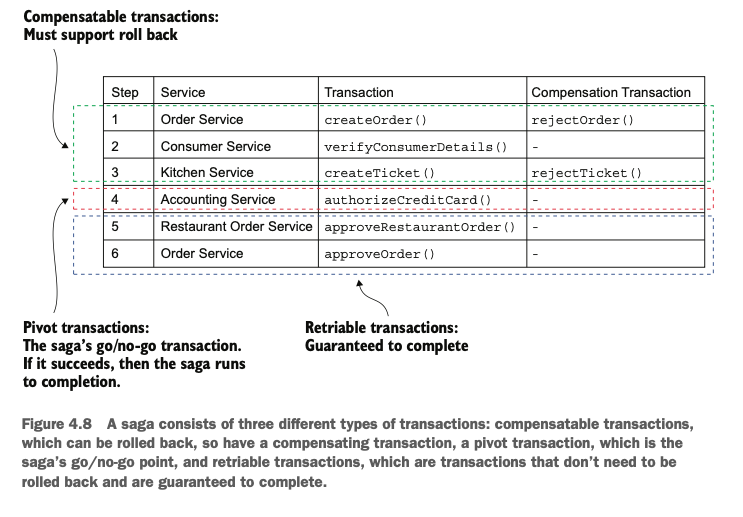 Compensatable transactions:
Must support roll back
Step Service Transaction Compensation Transaction
1 Order Service createOrder() rejectOrder()
2 Consumer Service verifyConsumerDetails() -
3 Kitchen Service createTicket() rejectTicket()
4 Accounting Service authorizeCreditCard() -
5 Restaurant Order Service approveRestaurantOrder() -
6 Order Service approveOrder() -
Pivot transactions:
The saga's go/no-go transaction.
If it succeeds, then the saga runs
to completion.
Retriable transactions:
Guaranteed to complete
Figure 4.8 A saga consists of three different types of transactions: compensatable transactions,
which can be rolled back, so have a compensating transaction, a pivot transaction, which is the
saga's go/no-go point, and retriable transactions, which are transactions that don't need to be
rolled back and are guaranteed to complete.